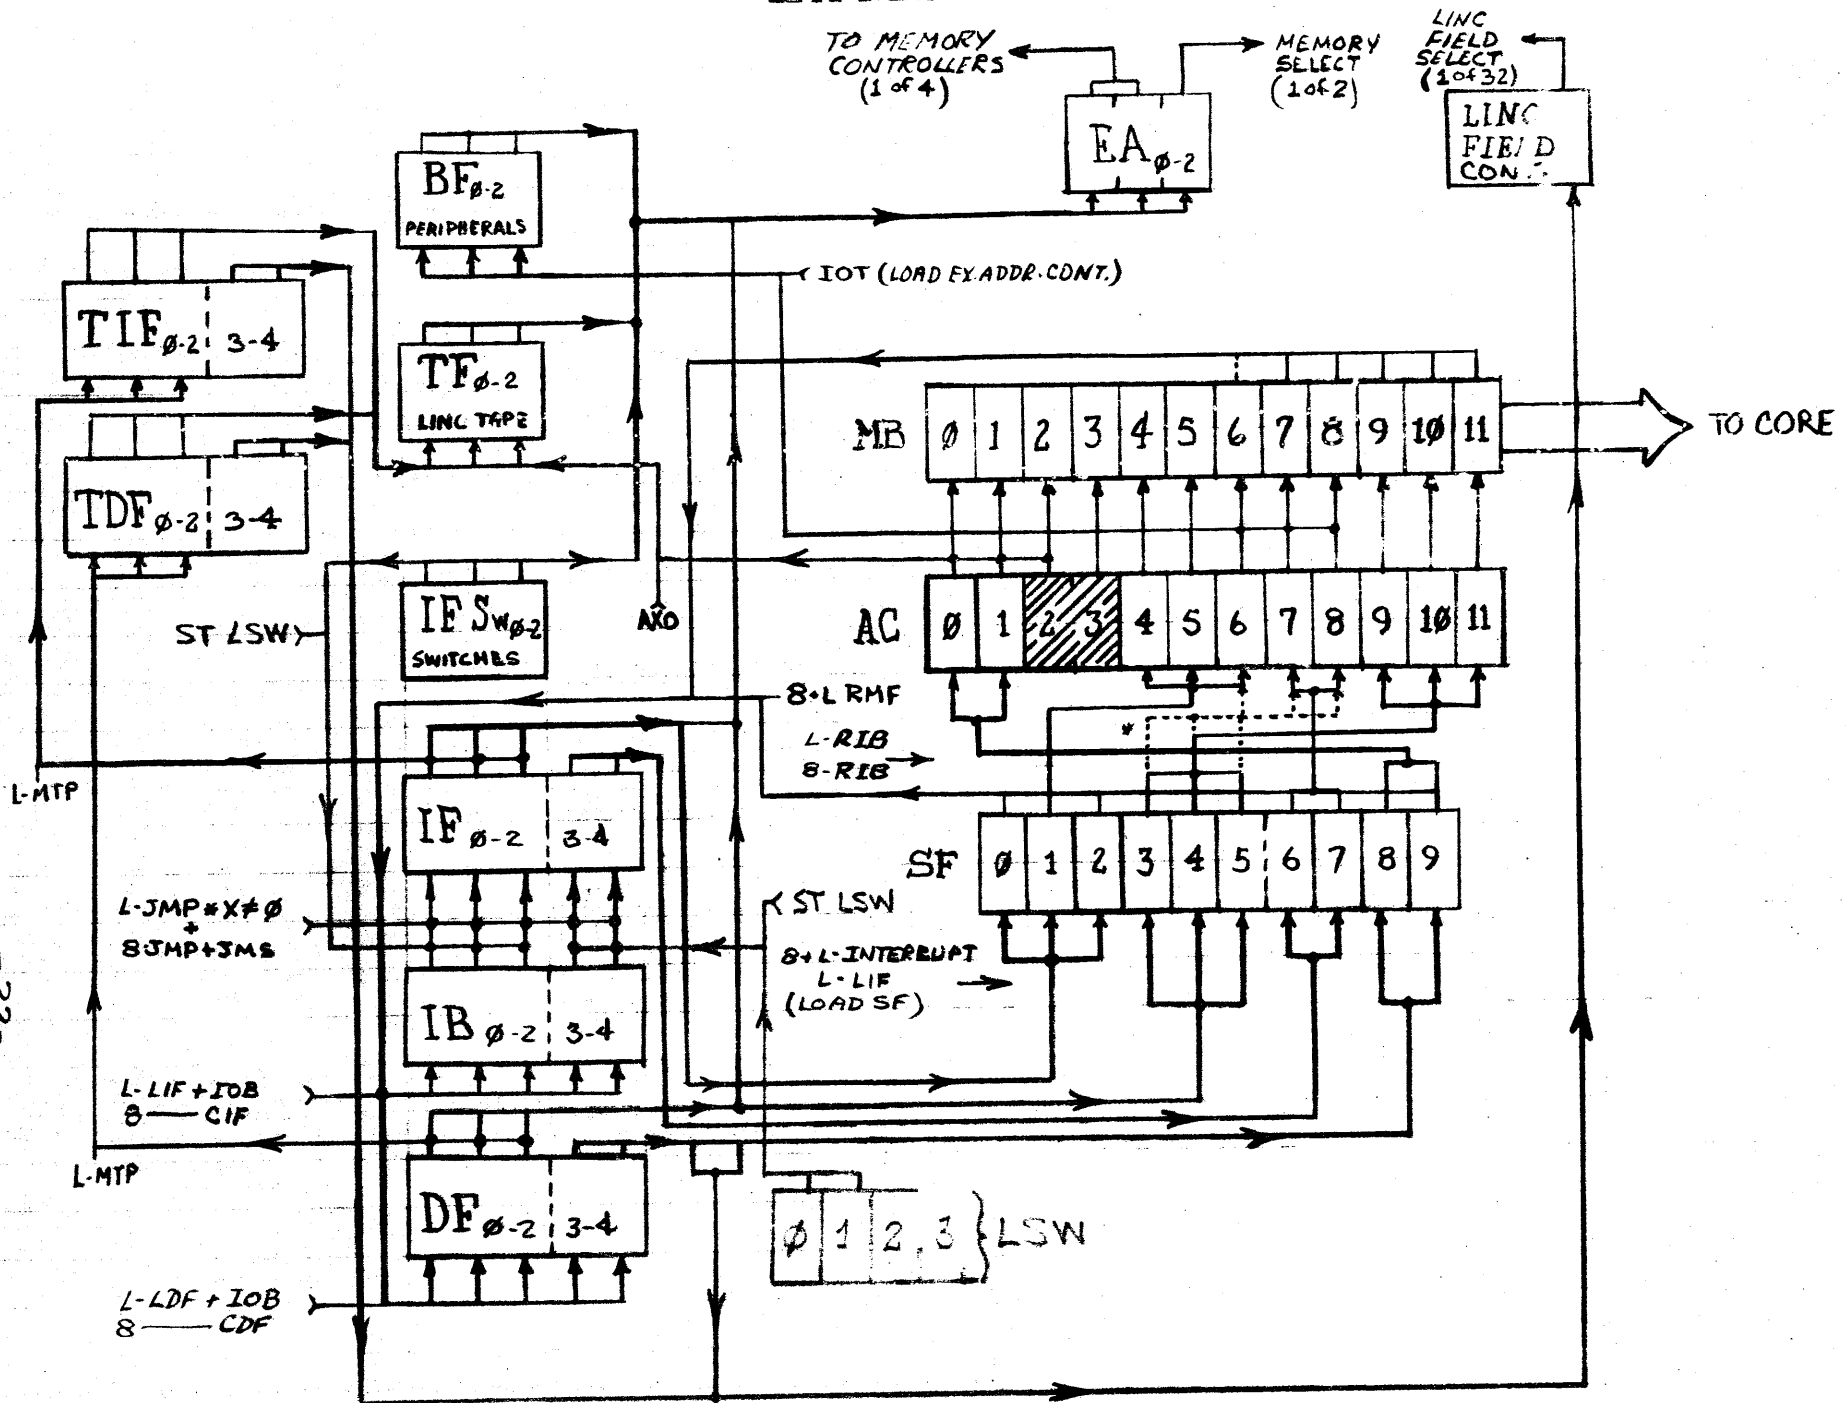 TO MEMORY
CONTROLLERS
(1 of 4)
MEMORY
SELECT
(1 of 2)
LINC
FIELD
SELECT
(1 of 32)
EA Ø-2
LINC
FIELD
BF Ø-2
PERIPHERALS
IOT (LOAD EX. ADDR. CONT.)
TIF Ø-2 3-4
TF Ø-2
LINC TAPE
TDF Ø-2 3-4
MB Ø 1 2 3 4 5 6 7 8 9 1Ø 11
TO CORE
IF SW Ø-2
SWITCHES
ST LSW
AXO
AC Ø 1 2 3 4 5 6 7 8 9 1Ø 11
8+L RMF
L-RIB
8-RIB
*
L-MTP
IF Ø-2 3-4
SF Ø 1 2 3 4 5 6 7 8 9
L-JMP * X≠Ø
+
8 JMP+JMS
ST LSW
8+L-INTERRUPT
L-LIF
(LOAD SF)
IB Ø-2 3-4
L-LIF+IOB
8 — CIF
L-MTP
DF Ø-2 3-4
Ø 1 2 3 } LSW
L-LDF + IOB
8 — CDF